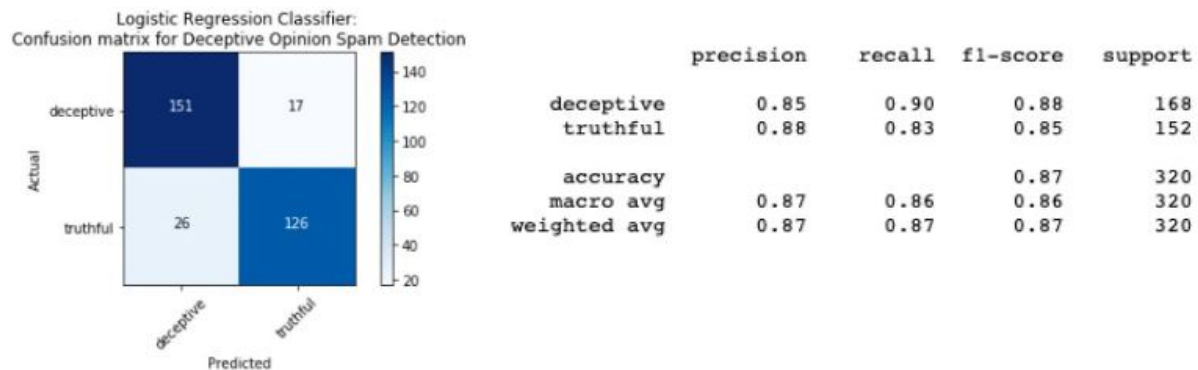 Logistic Regression Classifier:
Confusion matrix for Deceptive Opinion Spam Detection
deceptive
truthful
Actual
151 17
26 126
deceptive truthful
Predicted
140
120
100
80
60
40
20
precision recall f1-score support
deceptive 0.85 0.90 0.88 168
truthful 0.88 0.83 0.85 152
accuracy 0.87 320
macro avg 0.87 0.86 0.86 320
weighted avg 0.87 0.87 0.87 320